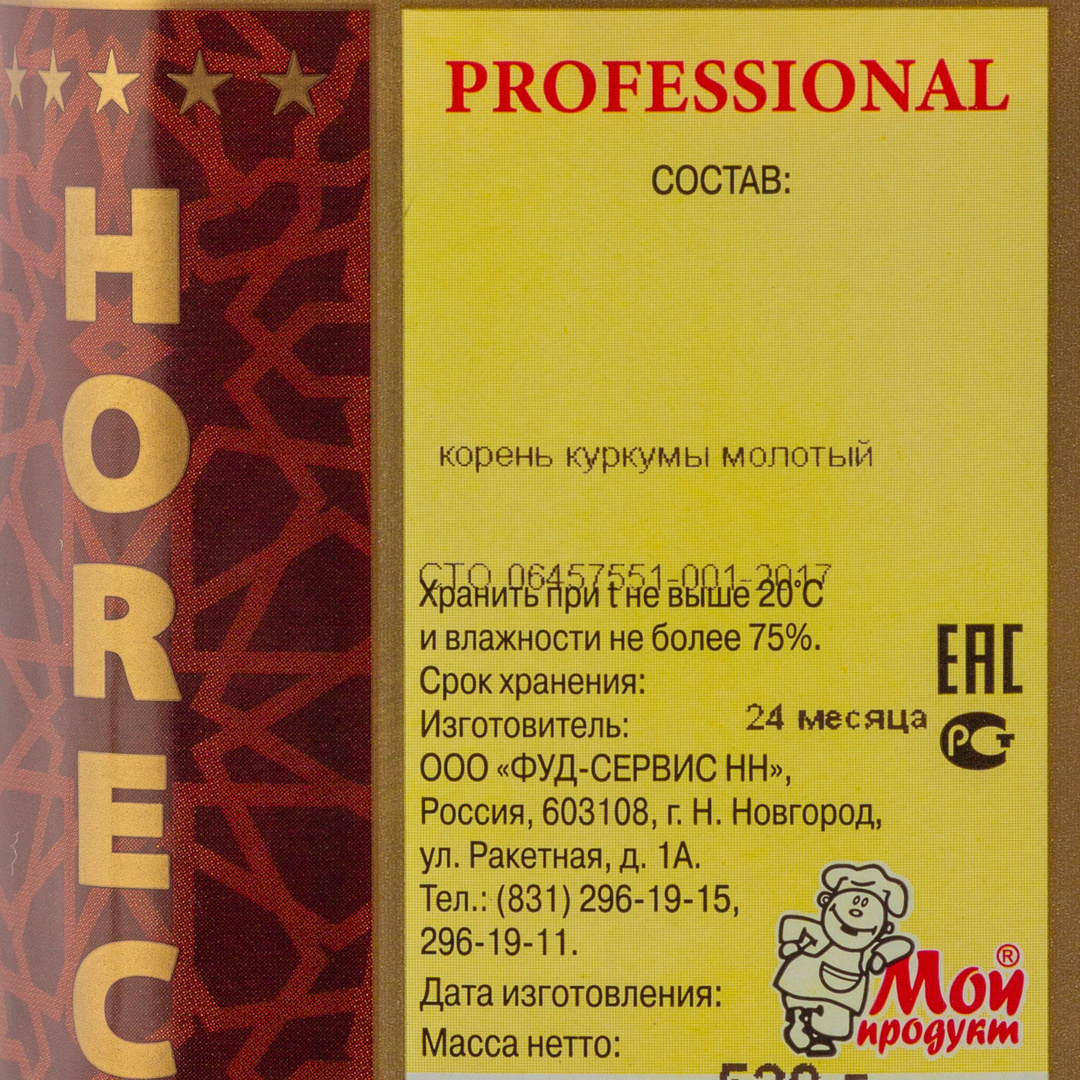 HOREC
PROFESSIONAL
СОСТАВ:
корень куркумы молотый
СТО 06457551-001-2017
Хранить при t не выше 20°С
и влажности не более 75%.
Срок хранения:
24 месяца
Изготовитель:
ООО «ФУД-СЕРВИС НН»,
Россия, 603108, г. Н. Новгород,
ул. Ракетная, д. 1А.
Тел.: (831) 296-19-15,
296-19-11.
Дата изготовления:
Масса нетто:
ЕАС
РСТ
Мой ®
продукт